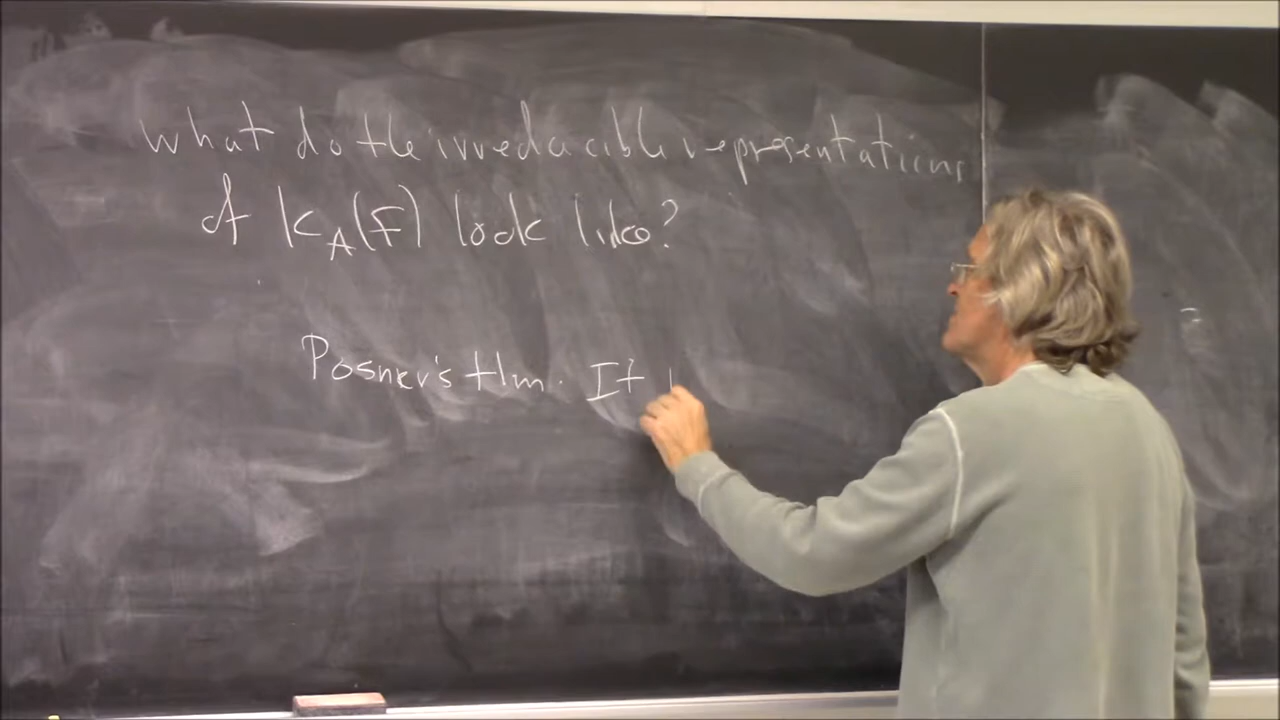 What do the irreducible representations
of K_A(F) look like?
Posner's thm. If